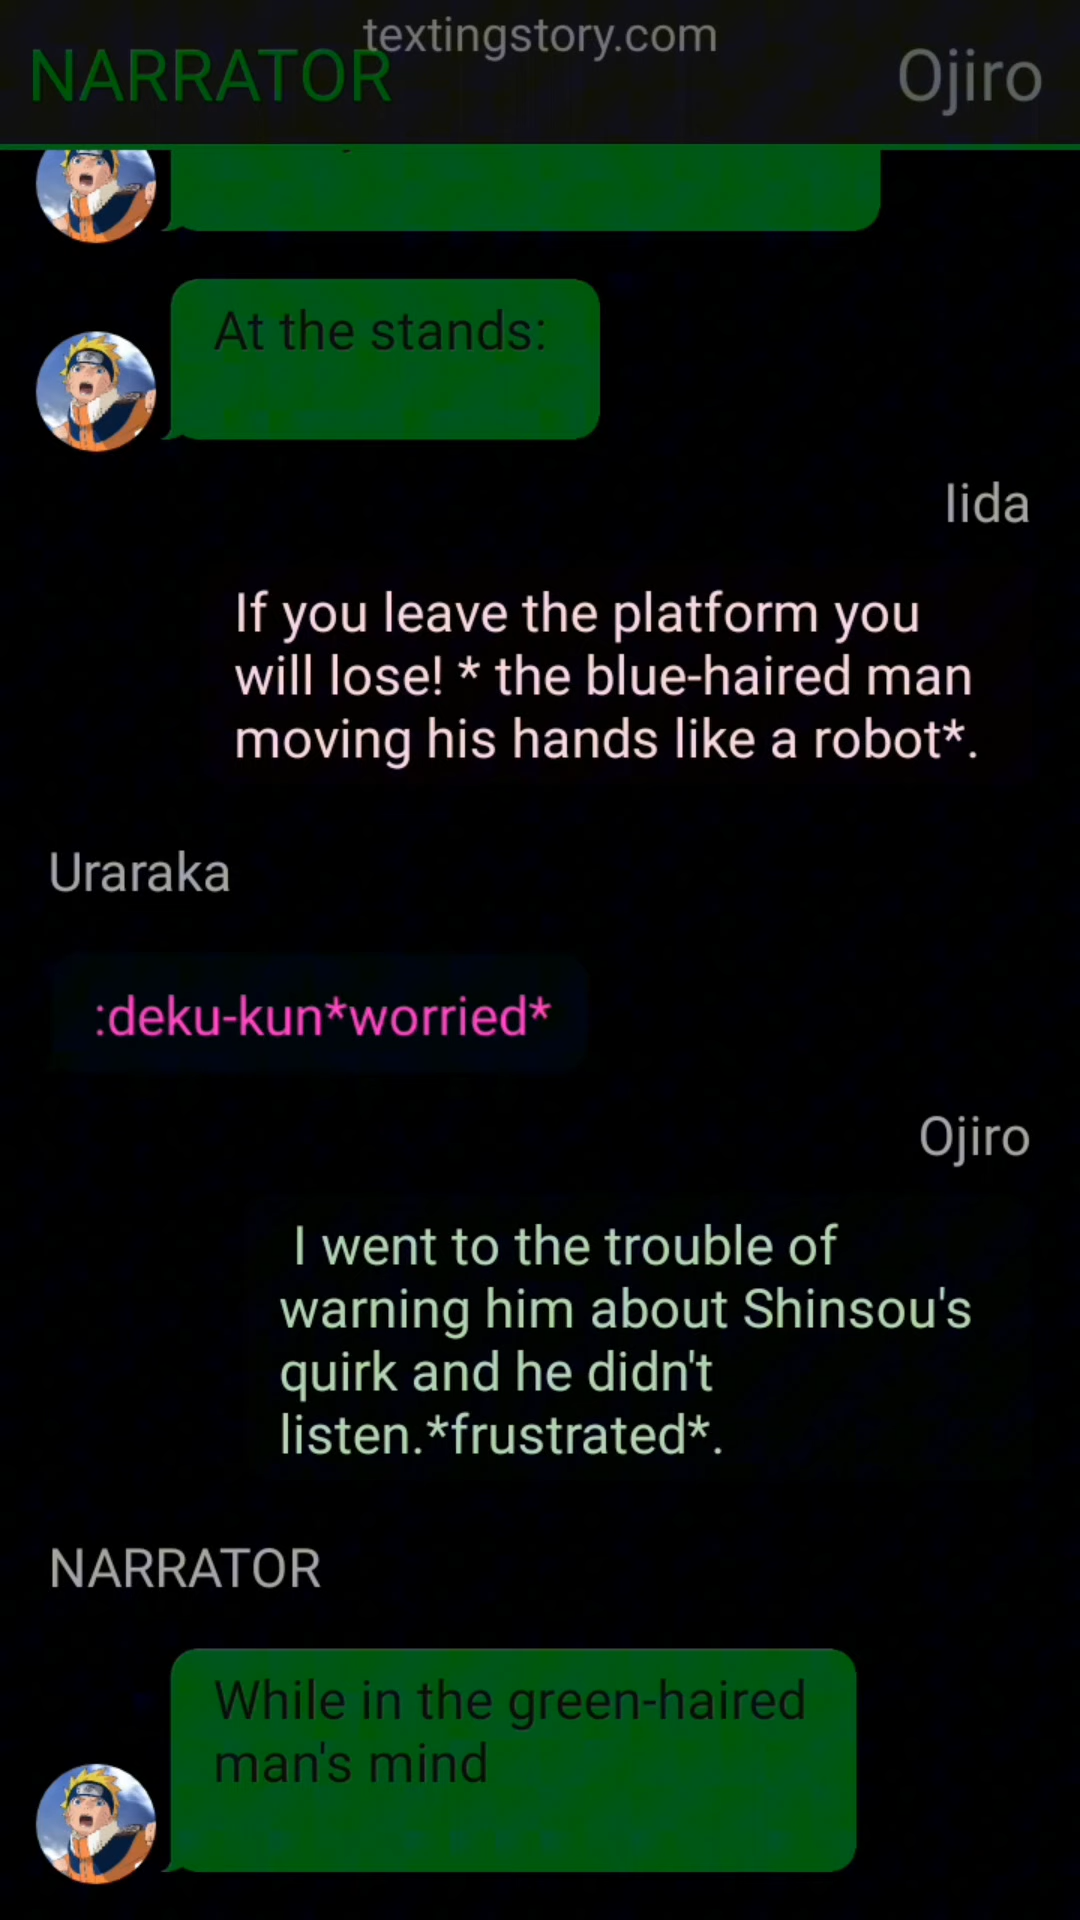 textingstory.com
NARRATOR
Ojiro
At the stands:
Iida
If you leave the platform you
will lose! * the blue-haired man
moving his hands like a robot*.
Uraraka
:deku-kun*worried*
Ojiro
I went to the trouble of
warning him about Shinsou's
quirk and he didn't
listen.*frustrated*.
NARRATOR
While in the green-haired
man's mind